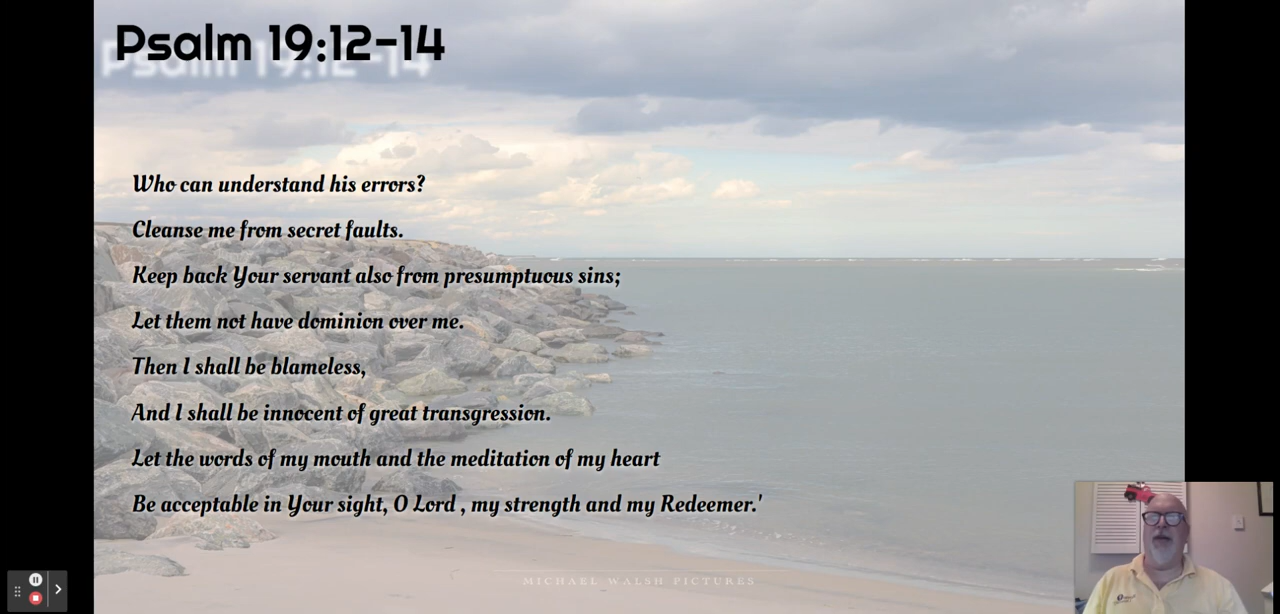 Psalm 19:12-14
Who can understand his errors?
Cleanse me from secret faults.
Keep back Your servant also from presumptuous sins;
Let them not have dominion over me.
Then I shall be blameless,
And I shall be innocent of great transgression.
Let the words of my mouth and the meditation of my heart
Be acceptable in Your sight, O Lord , my strength and my Redeemer.'
MICHAEL WALSH PICTURES